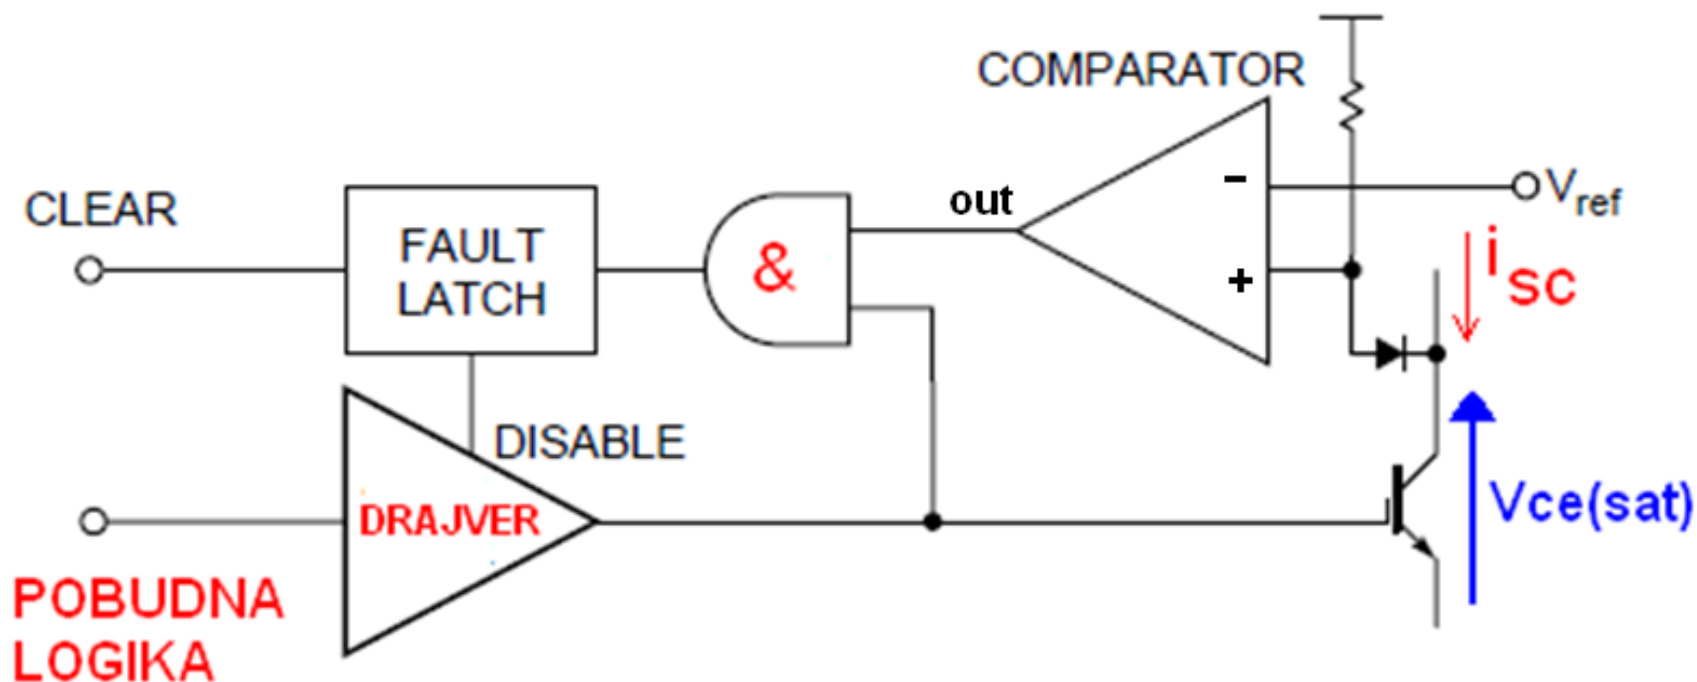 COMPARATOR
CLEAR
FAULT
LATCH
&
out
-
+
Vref
iSC
DISABLE
DRAJVER
Vce(sat)
POBUDNA
LOGIKA